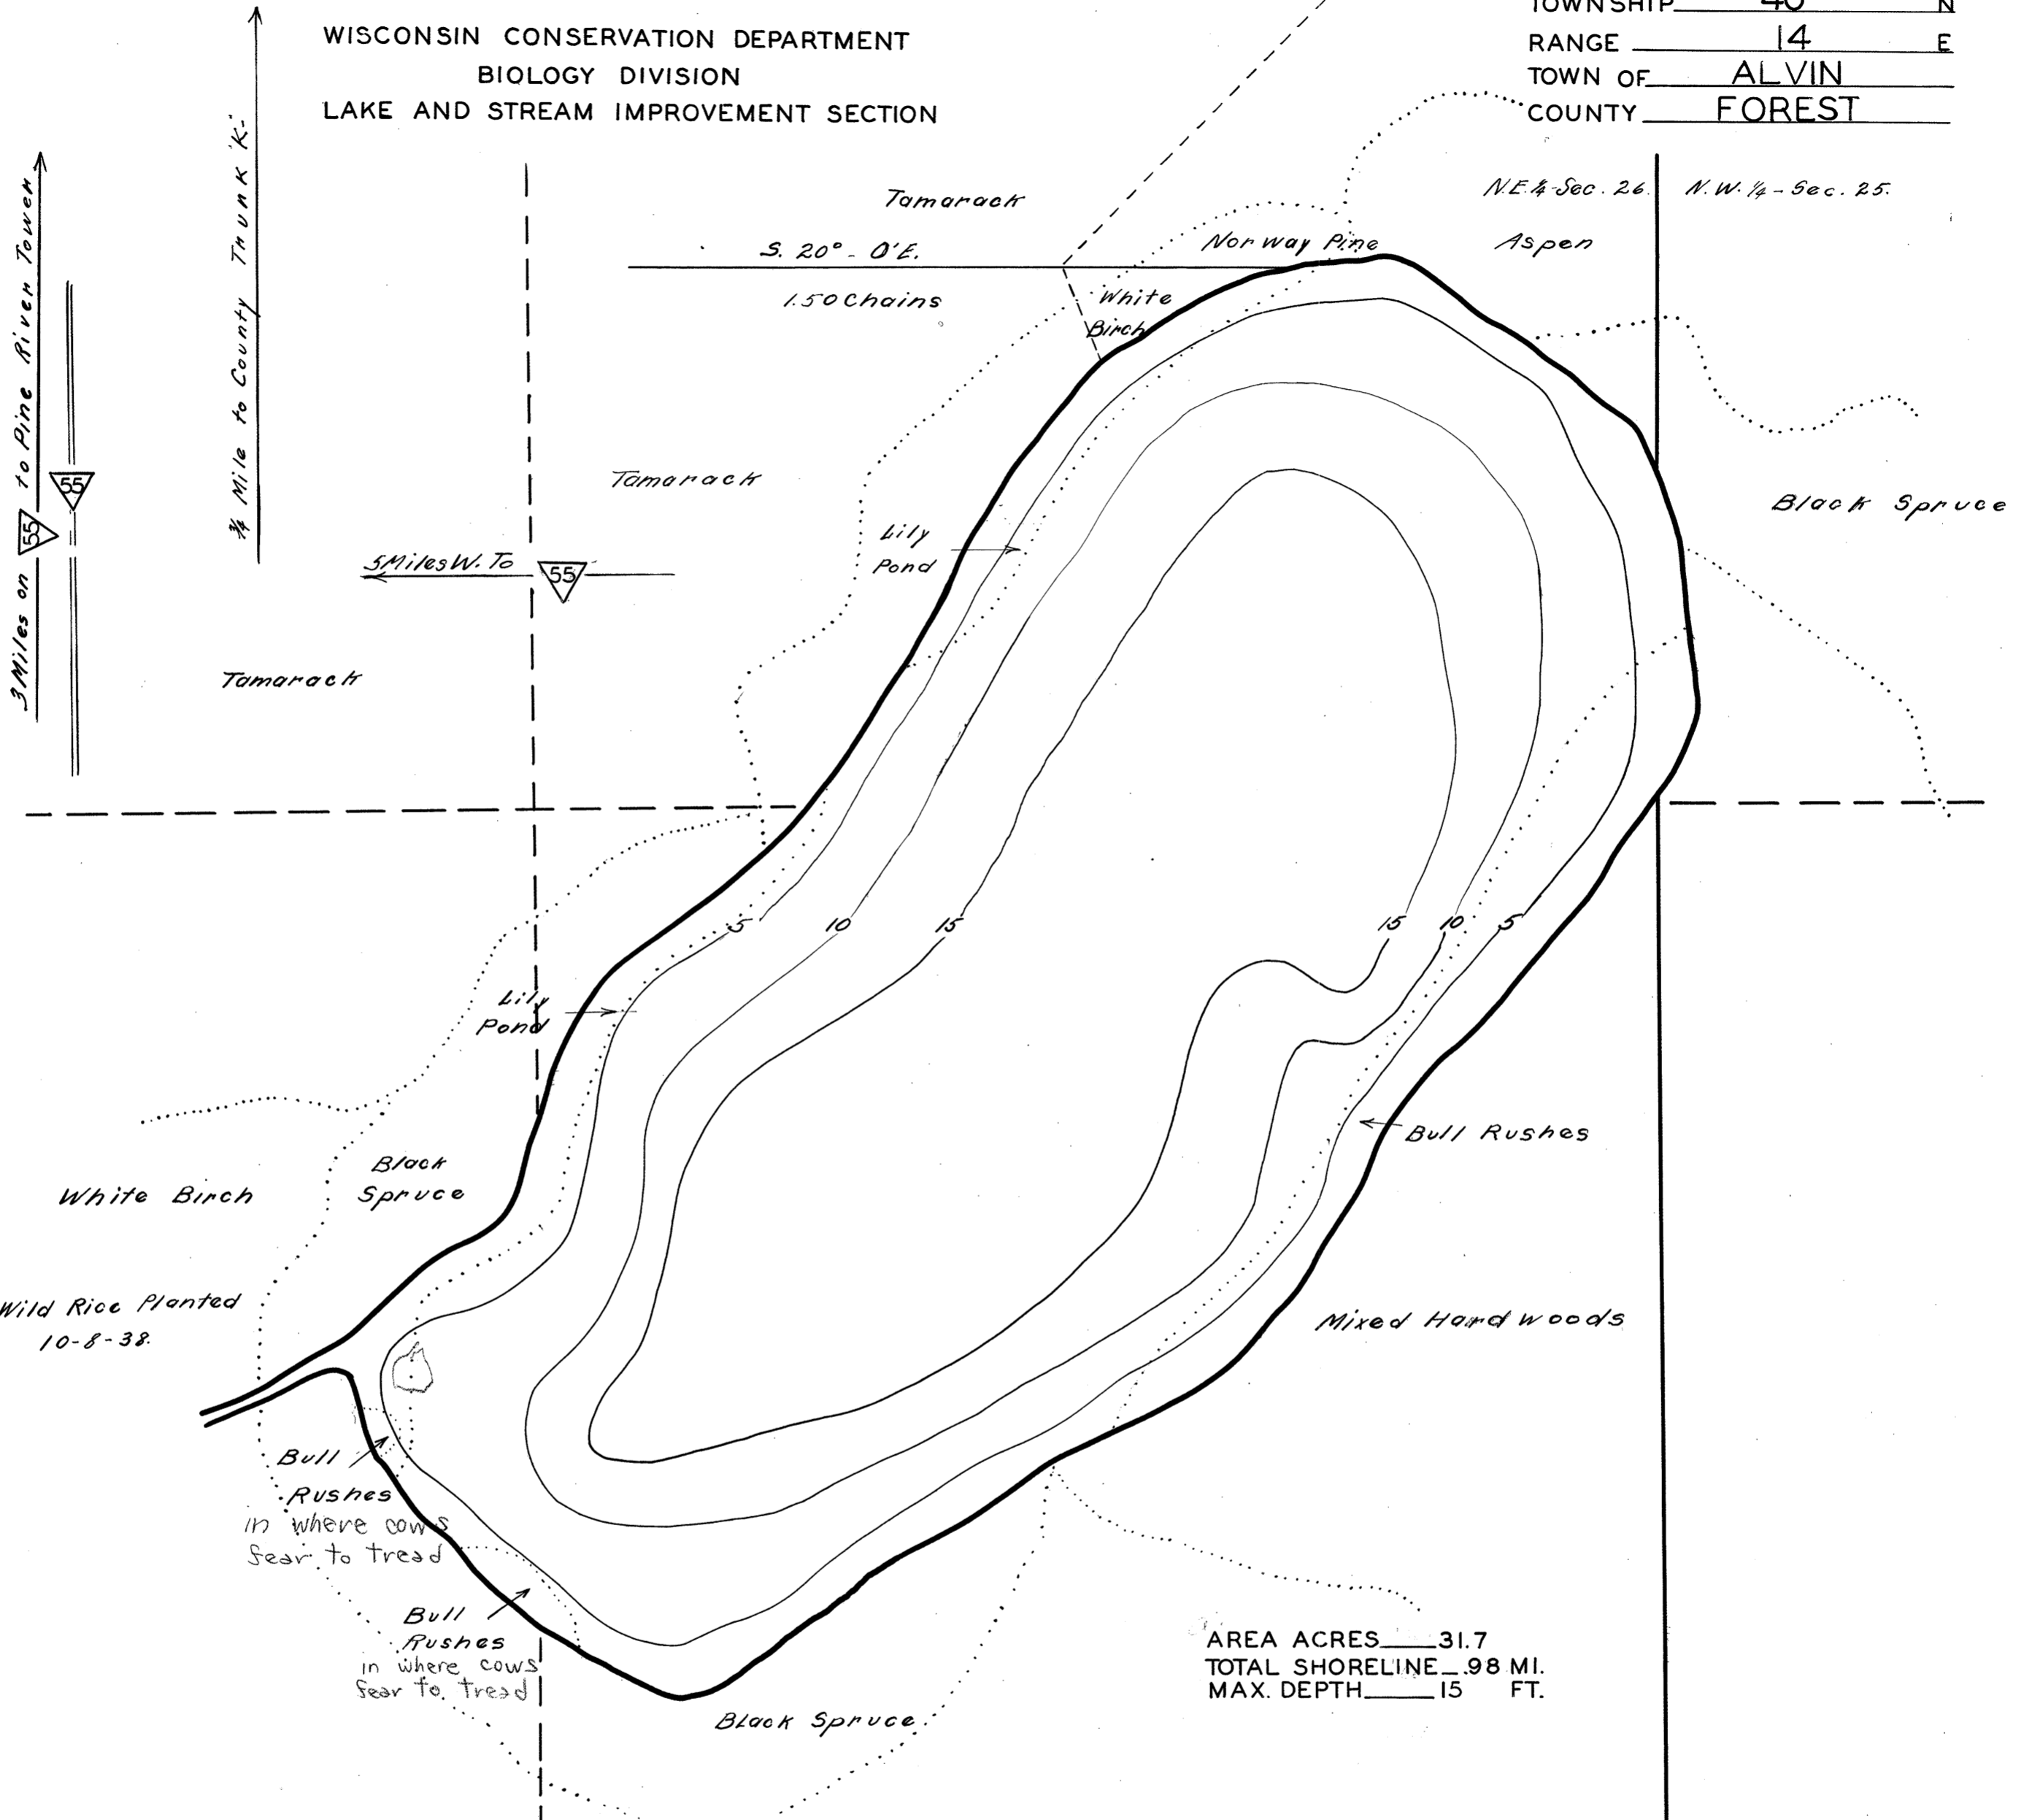 WISCONSIN CONSERVATION DEPARTMENT
BIOLOGY DIVISION
LAKE AND STREAM IMPROVEMENT SECTION
TOWNSHIP 40 N
RANGE 14 E
TOWN OF ALVIN
COUNTY FOREST
N.E.¼-Sec. 26.
N.W.¼-Sec. 25.
3 Miles on 55 to Pine River Tower
55
¾ Mile to County Thunk "K"
Tamarack
S. 20° - 0'E.
1.50 Chains
Norway Pine
Aspen
White
Birch
Tamarack
Black Spruce
Lily
Pond
5 Miles W. To 55
Tamarack
5
10
15
15
10
5
Lily
Pond
Bull Rushes
Black
Spruce
White Birch
Wild Rice Planted
10-8-38.
Mixed Hardwoods
Bull
Rushes
in where cows
fear to tread
Bull
Rushes
in where cows
fear to tread
Black Spruce
AREA ACRES 31.7
TOTAL SHORELINE .98 MI.
MAX. DEPTH 15 FT.